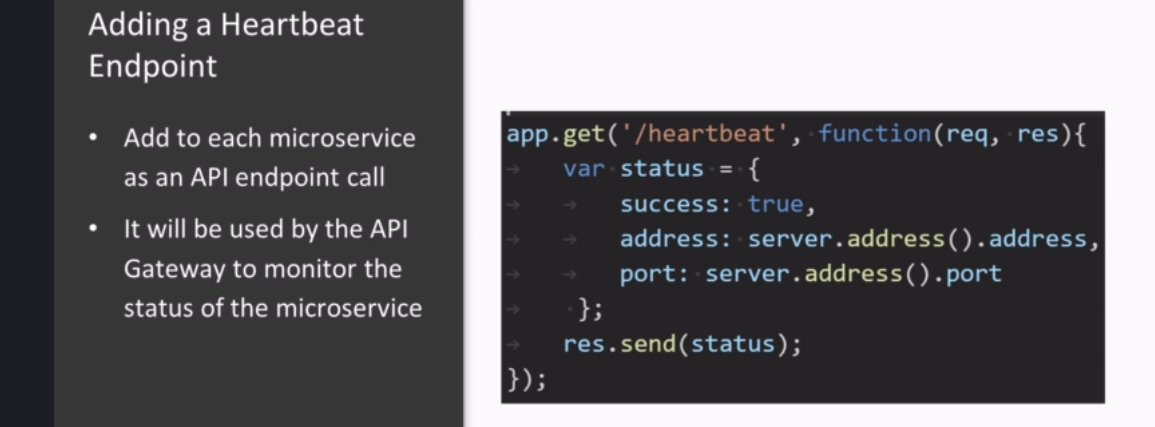 Adding a Heartbeat
Endpoint
• Add to each microservice
as an API endpoint call
• It will be used by the API
Gateway to monitor the
status of the microservice
app.get('/heartbeat', function(req, res){
var status = {
success: true,
address: server.address().address,
port: server.address().port
};
res.send(status);
});